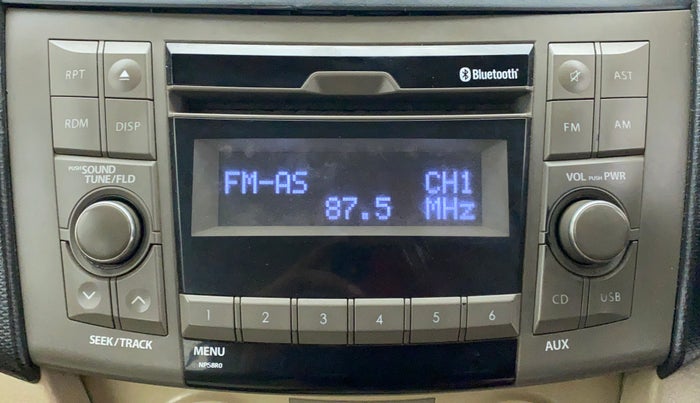 Bluetooth®
RPT
AST
RDM DISP
FM AM
PUSH SOUND
TUNE/FLD
VOL PUSH PWR
FM-AS CH1
87.5 MHz
1 2 3 4 5 6
CD USB
SEEK/TRACK
MENU
AUX